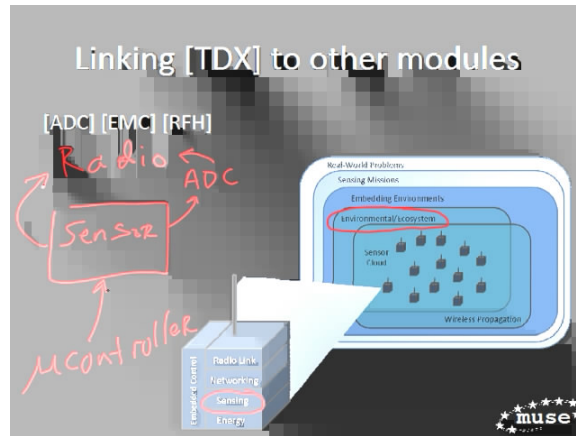 Linking [TDX] to other modules
[ADC] [EMC] [RFH]
Radio
ADC
Sensor
μController
Real-World Problems
Sensing Missions
Embedding Environments
Environmental/Ecosystem
Sensor
Cloud
Wireless Propagation
Embedded Control
Radio Link
Networking
Sensing
Energy
muse